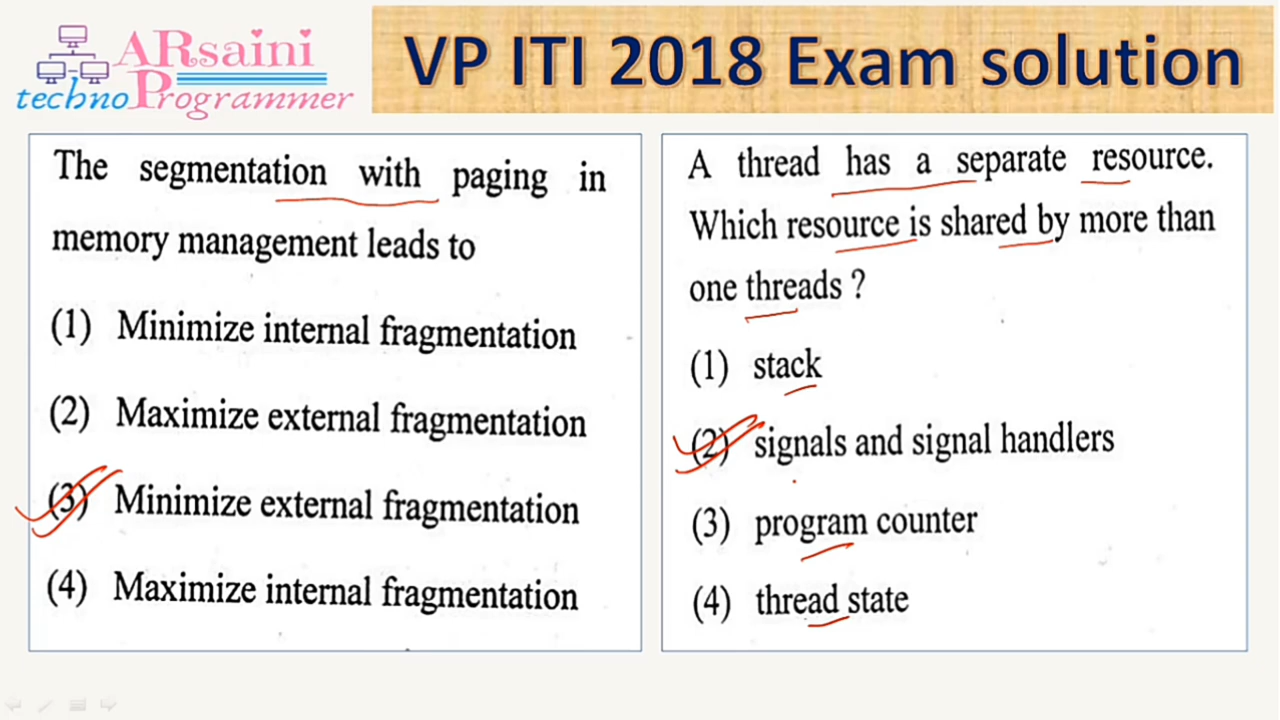 ARsaini
techno Programmer
VP ITI 2018 Exam solution
The segmentation with paging in
memory management leads to
(1) Minimize internal fragmentation
(2) Maximize external fragmentation
(3) Minimize external fragmentation
(4) Maximize internal fragmentation
A thread has a separate resource.
Which resource is shared by more than
one threads ?
(1) stack
(2) signals and signal handlers
(3) program counter
(4) thread state